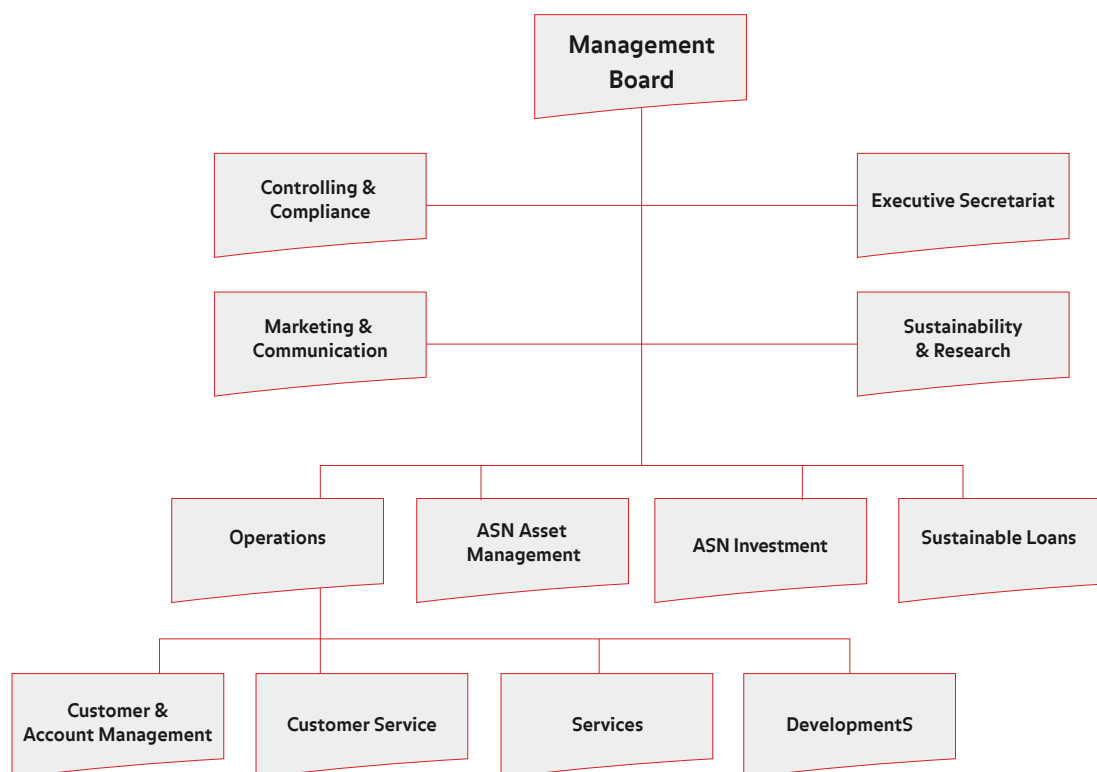 Management
Board
Controlling &
Compliance
Executive Secretariat
Marketing &
Communication
Sustainability
& Research
Operations
ASN Asset
Management
ASN Investment
Sustainable Loans
Customer &
Account Management
Customer Service
Services
DevelopmentS